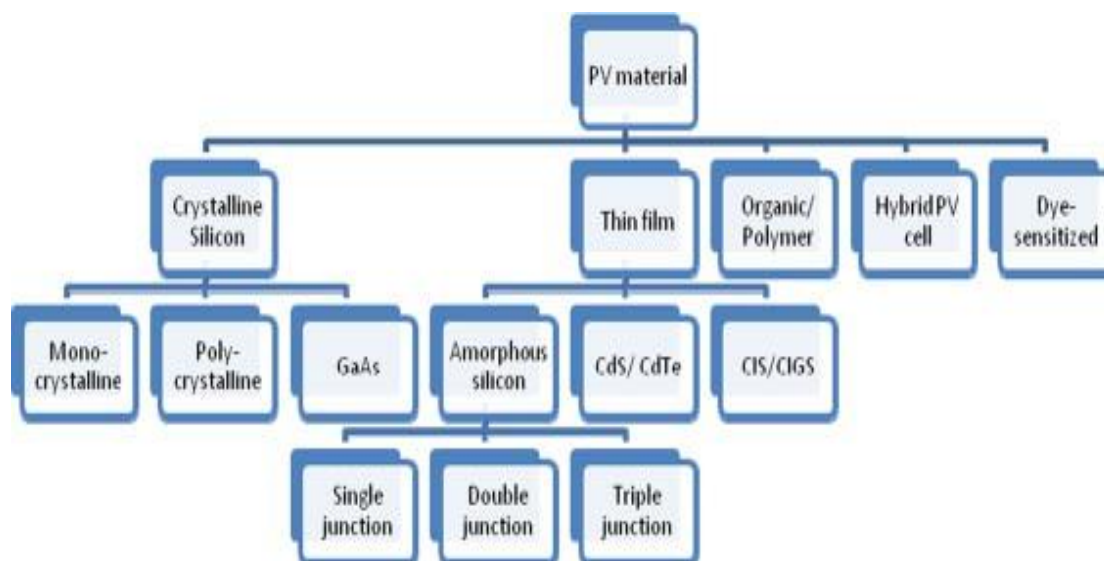 PV material
Crystalline
Silicon
Thin film
Organic/
Polymer
Hybrid PV
cell
Dye-
sensitized
Mono-
crystalline
Poly-
crystalline
GaAs
Amorphous
silicon
CdS/ CdTe
CIS/CIGS
Single
junction
Double
junction
Triple
junction